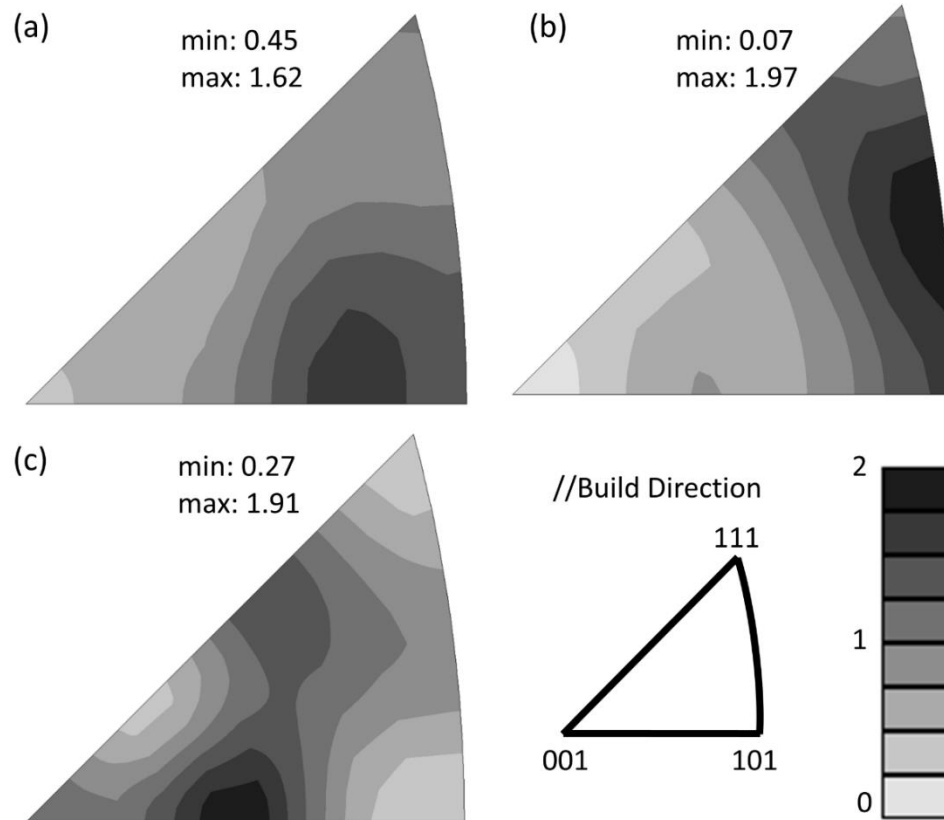 (a)
min: 0.45
max: 1.62
(b)
min: 0.07
max: 1.97
(c)
min: 0.27
max: 1.91
//Build Direction
111
001
101
2
1
0